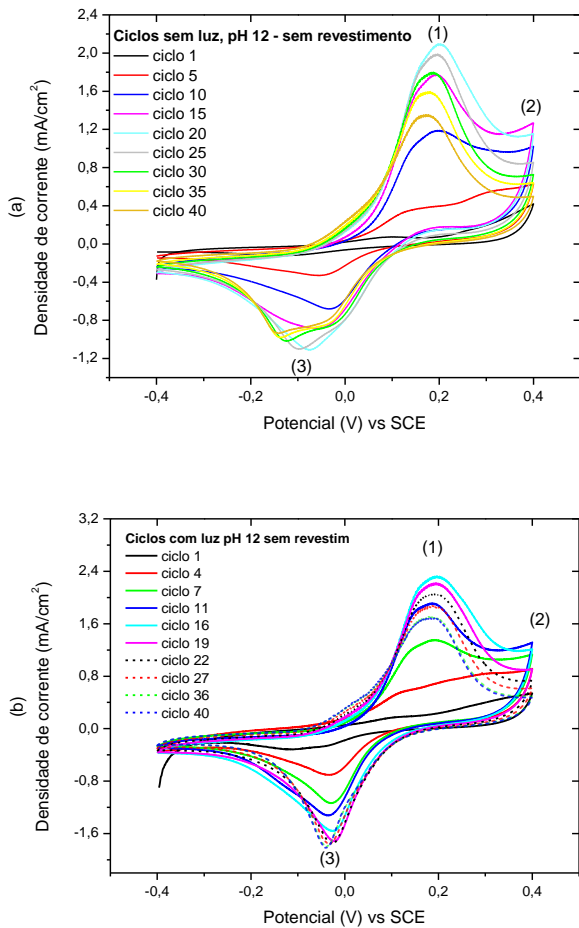 (a)
Densidade de corrente (mA/cm²)
Ciclos sem luz, pH 12 - sem revestimento
ciclo 1
ciclo 5
ciclo 10
ciclo 15
ciclo 20
ciclo 25
ciclo 30
ciclo 35
ciclo 40
(1)
(2)
(3)
2,4
2,0
1,6
1,2
0,8
0,4
0,0
-0,4
-0,8
-1,2
-0,4 -0,2 0,0 0,2 0,4
Potencial (V) vs SCE
(b)
Densidade de corrente (mA/cm²)
Ciclos com luz pH 12 sem revestim
ciclo 1
ciclo 4
ciclo 7
ciclo 11
ciclo 16
ciclo 19
ciclo 22
ciclo 27
ciclo 36
ciclo 40
(1)
(2)
(3)
3,2
2,4
1,6
0,8
0,0
-0,8
-1,6
-0,4 -0,2 0,0 0,2 0,4
Potencial (V) vs SCE